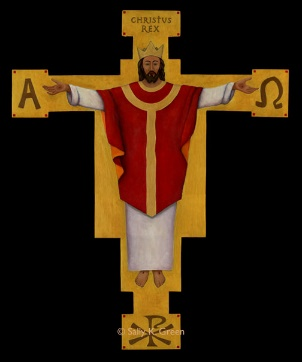 CHRISTUS
REX
Α Ω
☧
© Sally K. Green